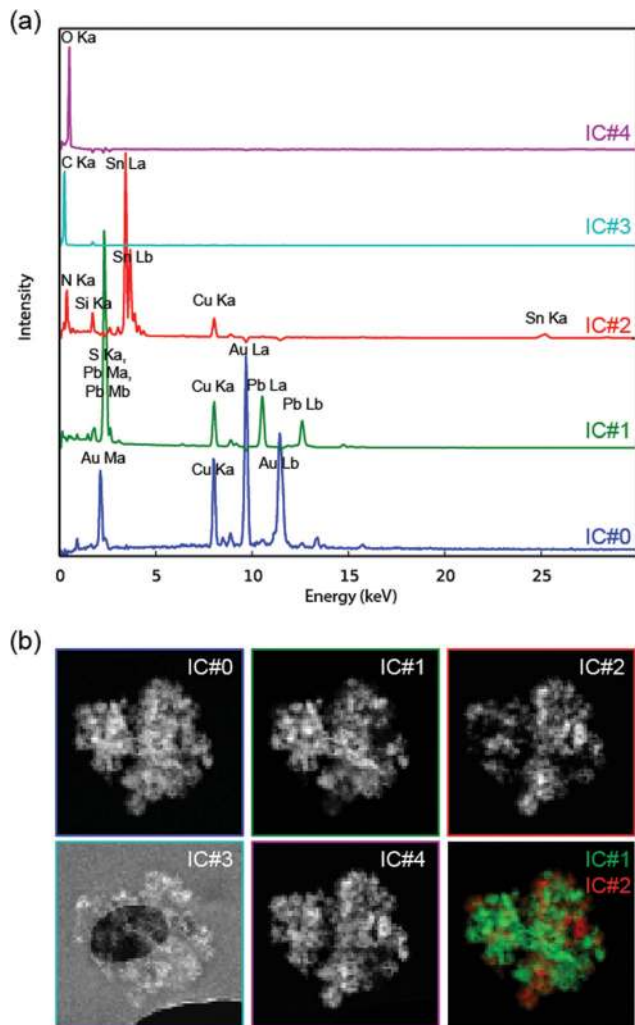 (a)
O Ka
IC#4
C Ka
Sn La
IC#3
N Ka
Sn Lb
Si Ka
Cu Ka
Sn Ka
IC#2
S Ka,
Pb Ma,
Pb Mb
Au La
Cu Ka
Pb La
Pb Lb
IC#1
Au Ma
Cu Ka
Au Lb
IC#0
Intensity
0 5 10 15 20 25
Energy (keV)
(b)
IC#0
IC#1
IC#2
IC#3
IC#4
IC#1
IC#2